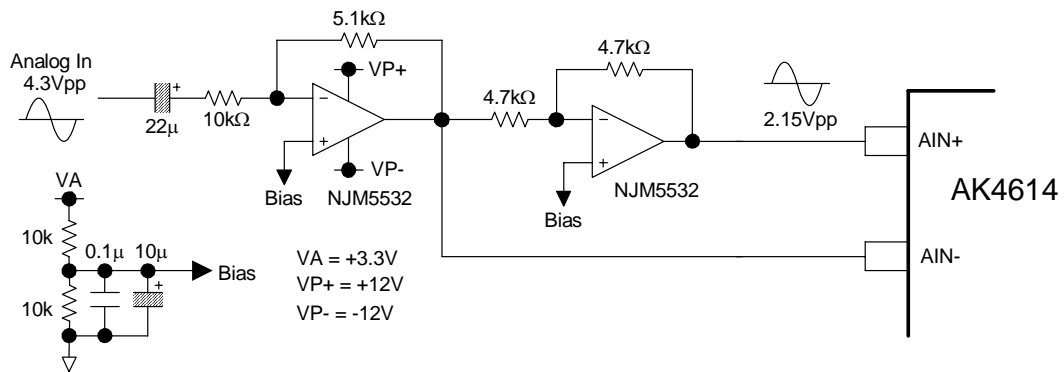 5.1kΩ
Analog In
4.3Vpp
VP+
4.7kΩ
4.7kΩ
+
10kΩ
22μ
−
+
−
+
2.15Vpp
AIN+
VP-
Bias
NJM5532
Bias
NJM5532
AK4614
VA
10k
0.1μ
10μ
+
Bias
10k
VA = +3.3V
VP+ = +12V
VP- = -12V
AIN-